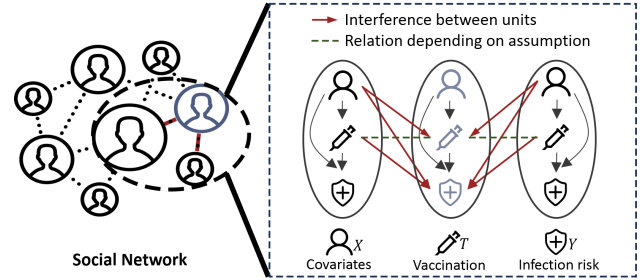 Interference between units
Relation depending on assumption
Social Network
X
Covariates
T
Vaccination
Y
Infection risk